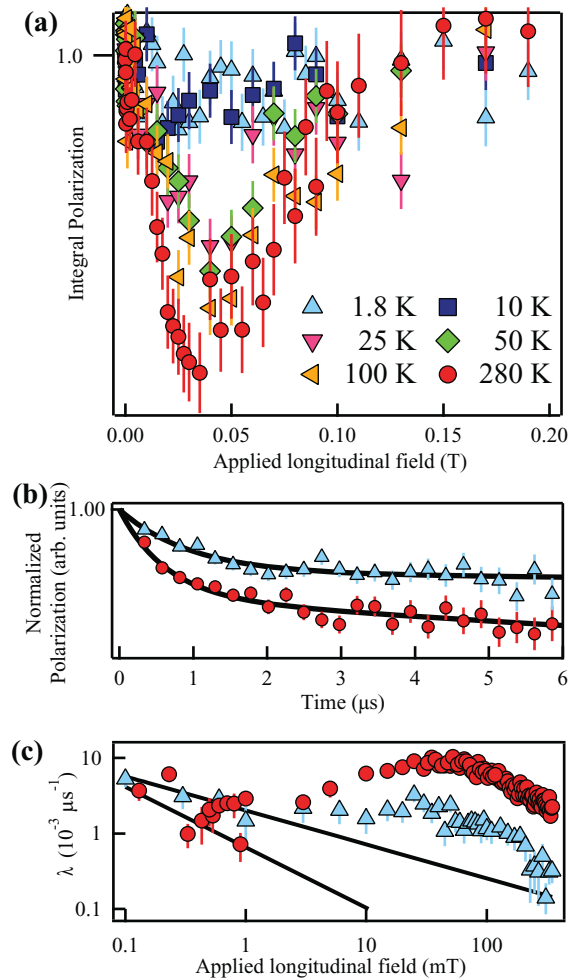 (a)
1.0
Integral Polarization
1.8 K
10 K
25 K
50 K
100 K
280 K
0.00
0.05
0.10
0.15
0.20
Applied longitudinal field (T)
(b)
1.00
Normalized
Polarization (arb. units)
0
1
2
3
4
5
6
Time (µs)
(c)
10
1
0.1
λ (10⁻³ µs⁻¹)
0.1
1
10
100
Applied longitudinal field (mT)